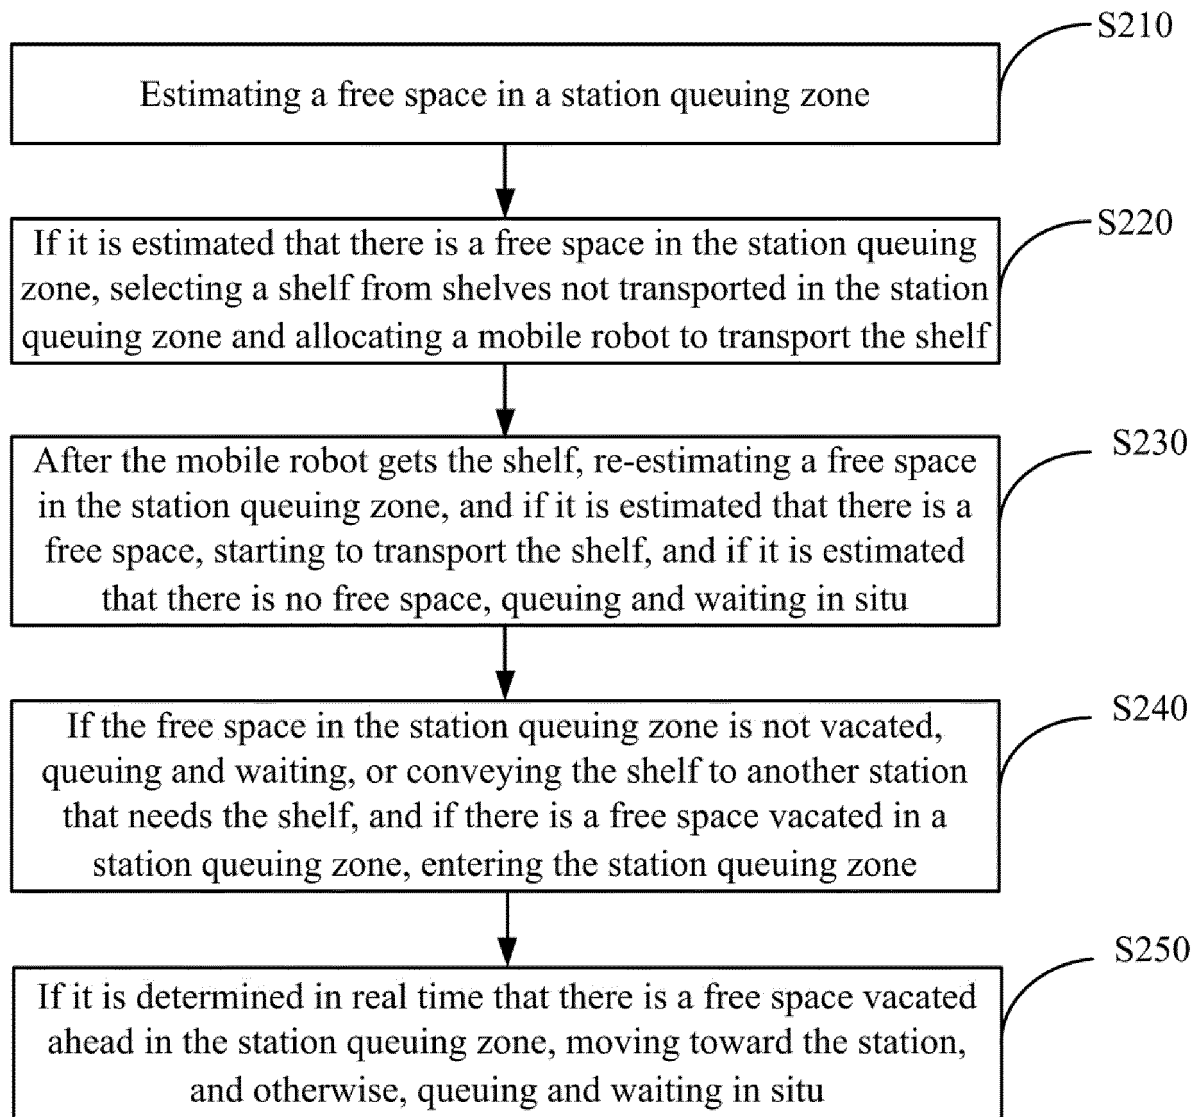 S210
Estimating a free space in a station queuing zone
S220
If it is estimated that there is a free space in the station queuing
zone, selecting a shelf from shelves not transported in the station
queuing zone and allocating a mobile robot to transport the shelf
S230
After the mobile robot gets the shelf, re-estimating a free space
in the station queuing zone, and if it is estimated that there is a
free space, starting to transport the shelf, and if it is estimated
that there is no free space, queuing and waiting in situ
S240
If the free space in the station queuing zone is not vacated,
queuing and waiting, or conveying the shelf to another station
that needs the shelf, and if there is a free space vacated in a
station queuing zone, entering the station queuing zone
S250
If it is determined in real time that there is a free space vacated
ahead in the station queuing zone, moving toward the station,
and otherwise, queuing and waiting in situ